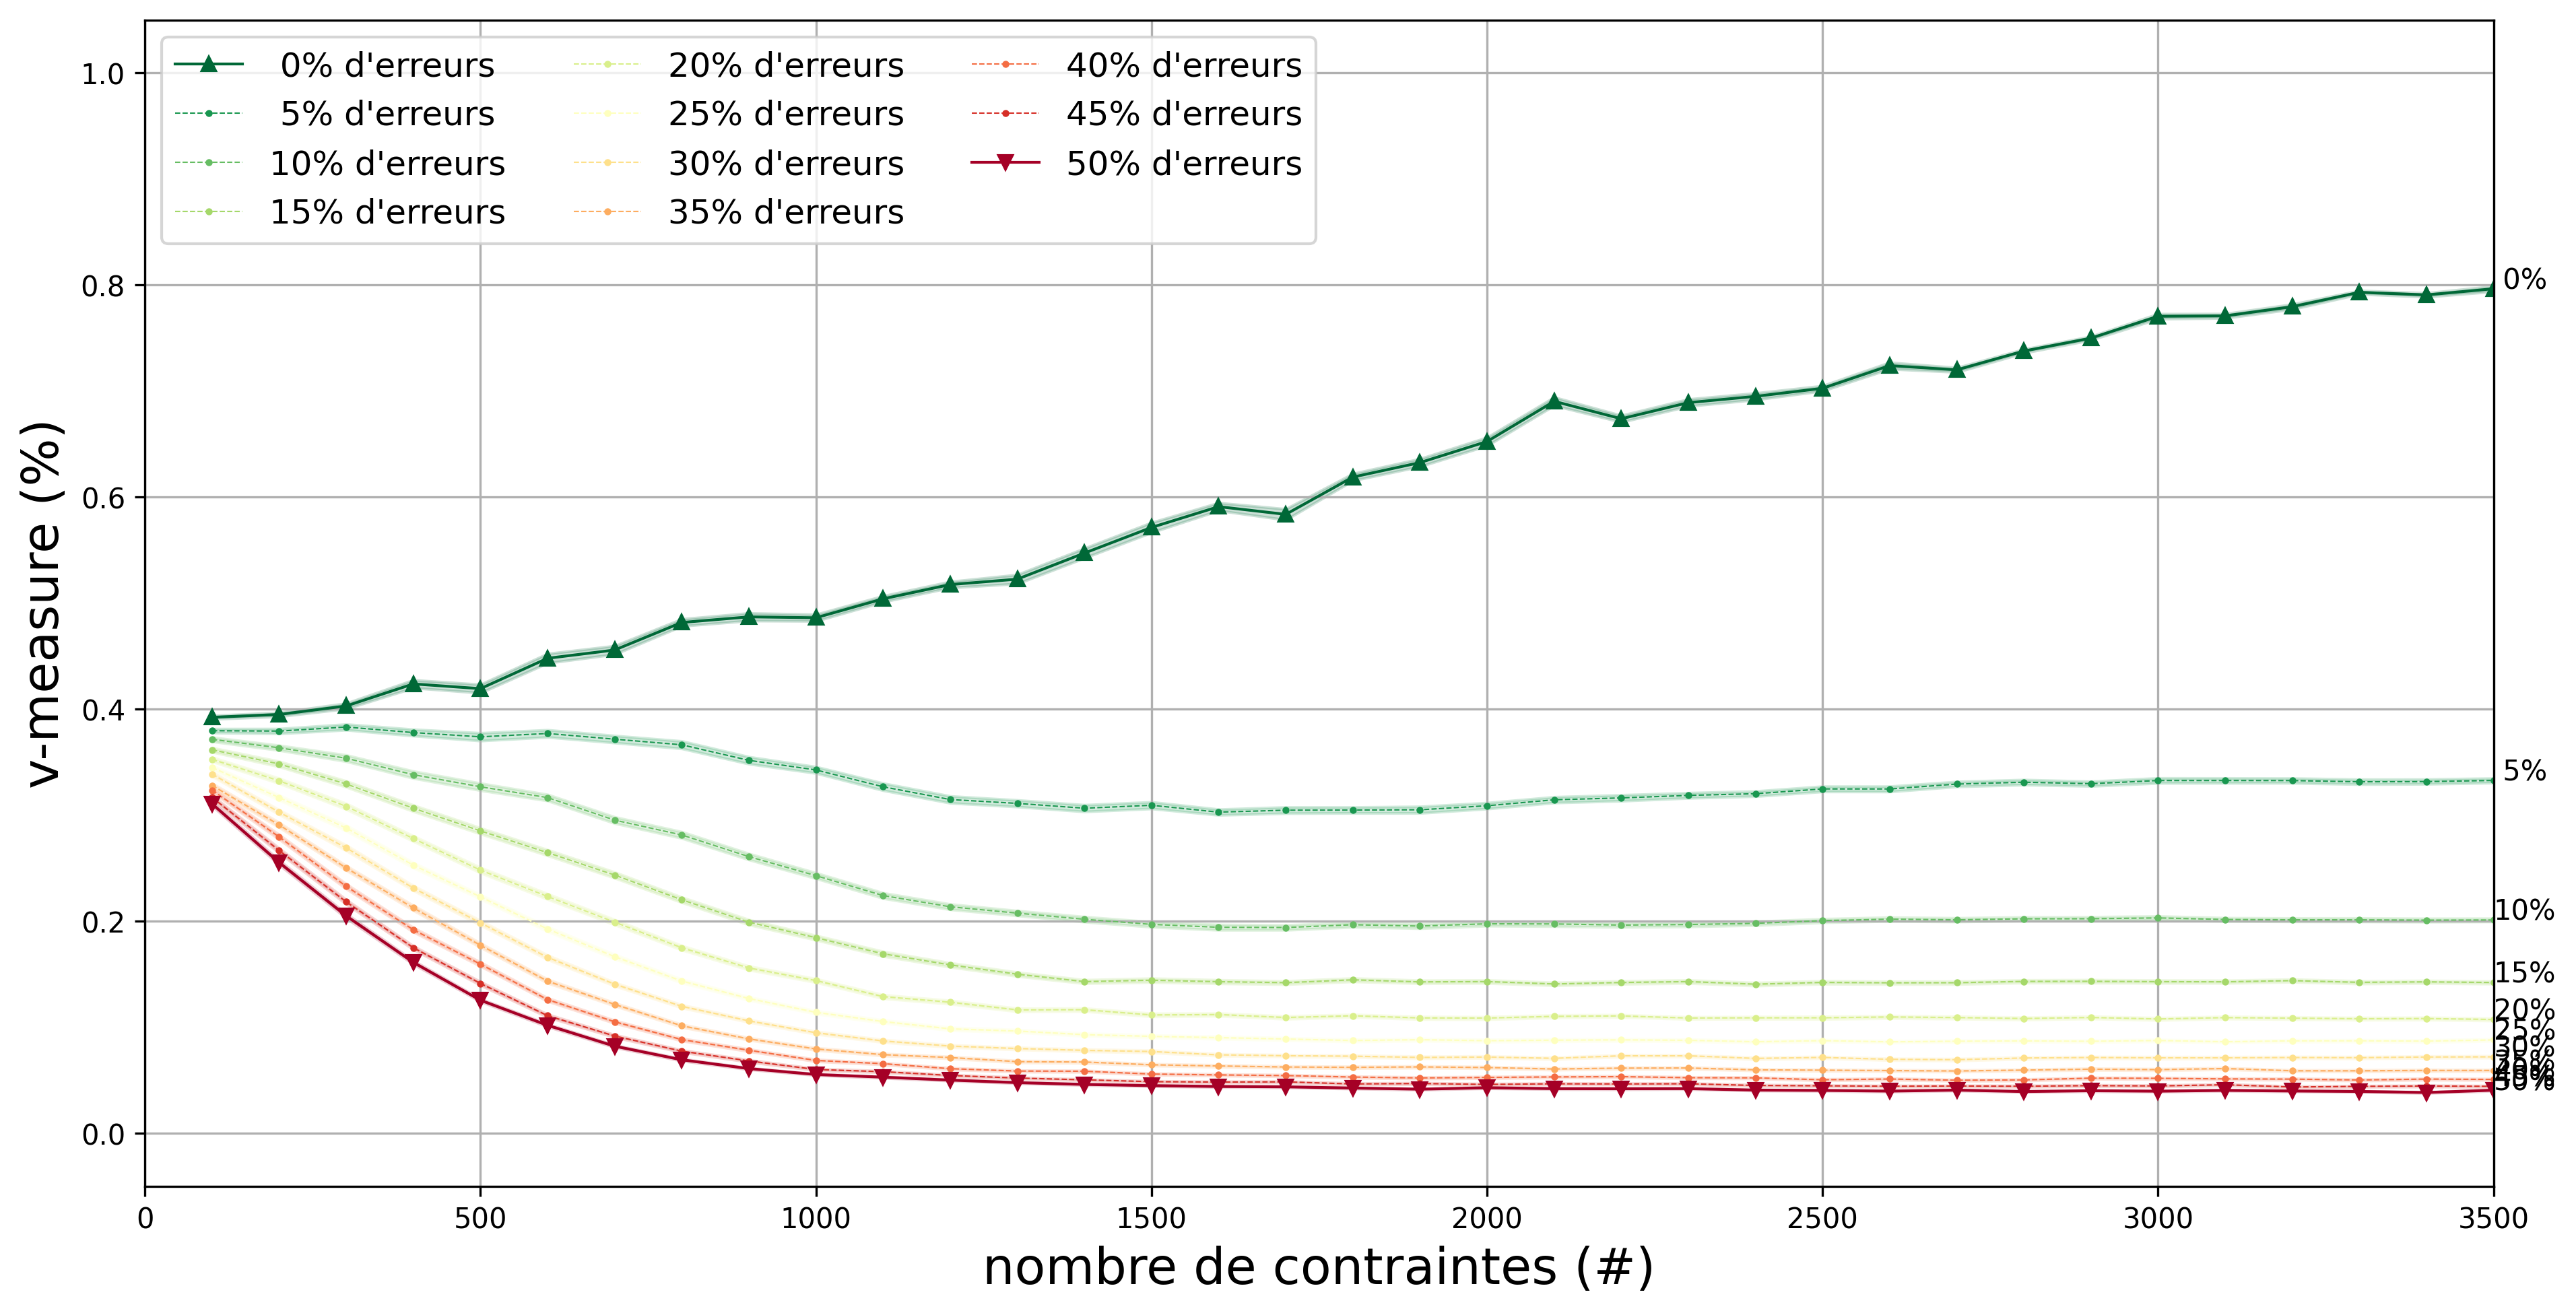 0% d'erreurs
5% d'erreurs
10% d'erreurs
15% d'erreurs
20% d'erreurs
25% d'erreurs
30% d'erreurs
35% d'erreurs
40% d'erreurs
45% d'erreurs
50% d'erreurs
v-measure (%)
1.0
0.8
0.6
0.4
0.2
0.0
0%
5%
10%
15%
20%
25%
30%
50%
0
500
1000
1500
2000
2500
3000
3500
nombre de contraintes (#)